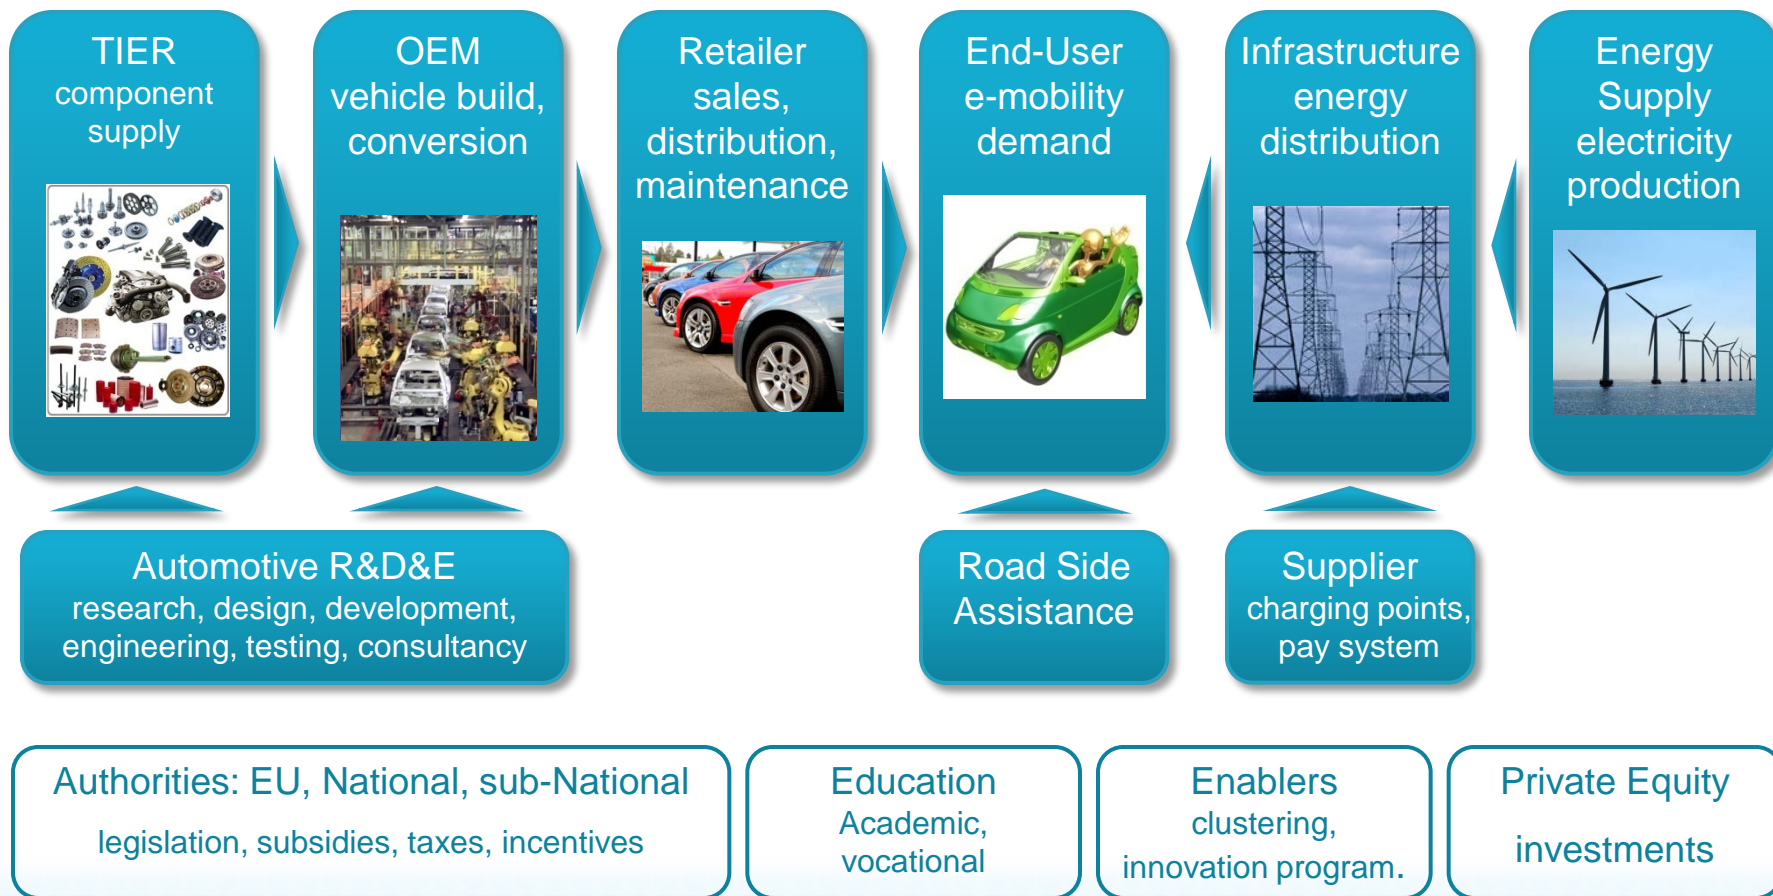 TIER
component
supply
OEM
vehicle build,
conversion
Retailer
sales,
distribution,
maintenance
End-User
e-mobility
demand
Infrastructure
energy
distribution
Energy
Supply
electricity
production
Automotive R&D&E
research, design, development,
engineering, testing, consultancy
Road Side
Assistance
Supplier
charging points,
pay system
Authorities: EU, National, sub-National
legislation, subsidies, taxes, incentives
Education
Academic,
vocational
Enablers
clustering,
innovation program.
Private Equity
investments